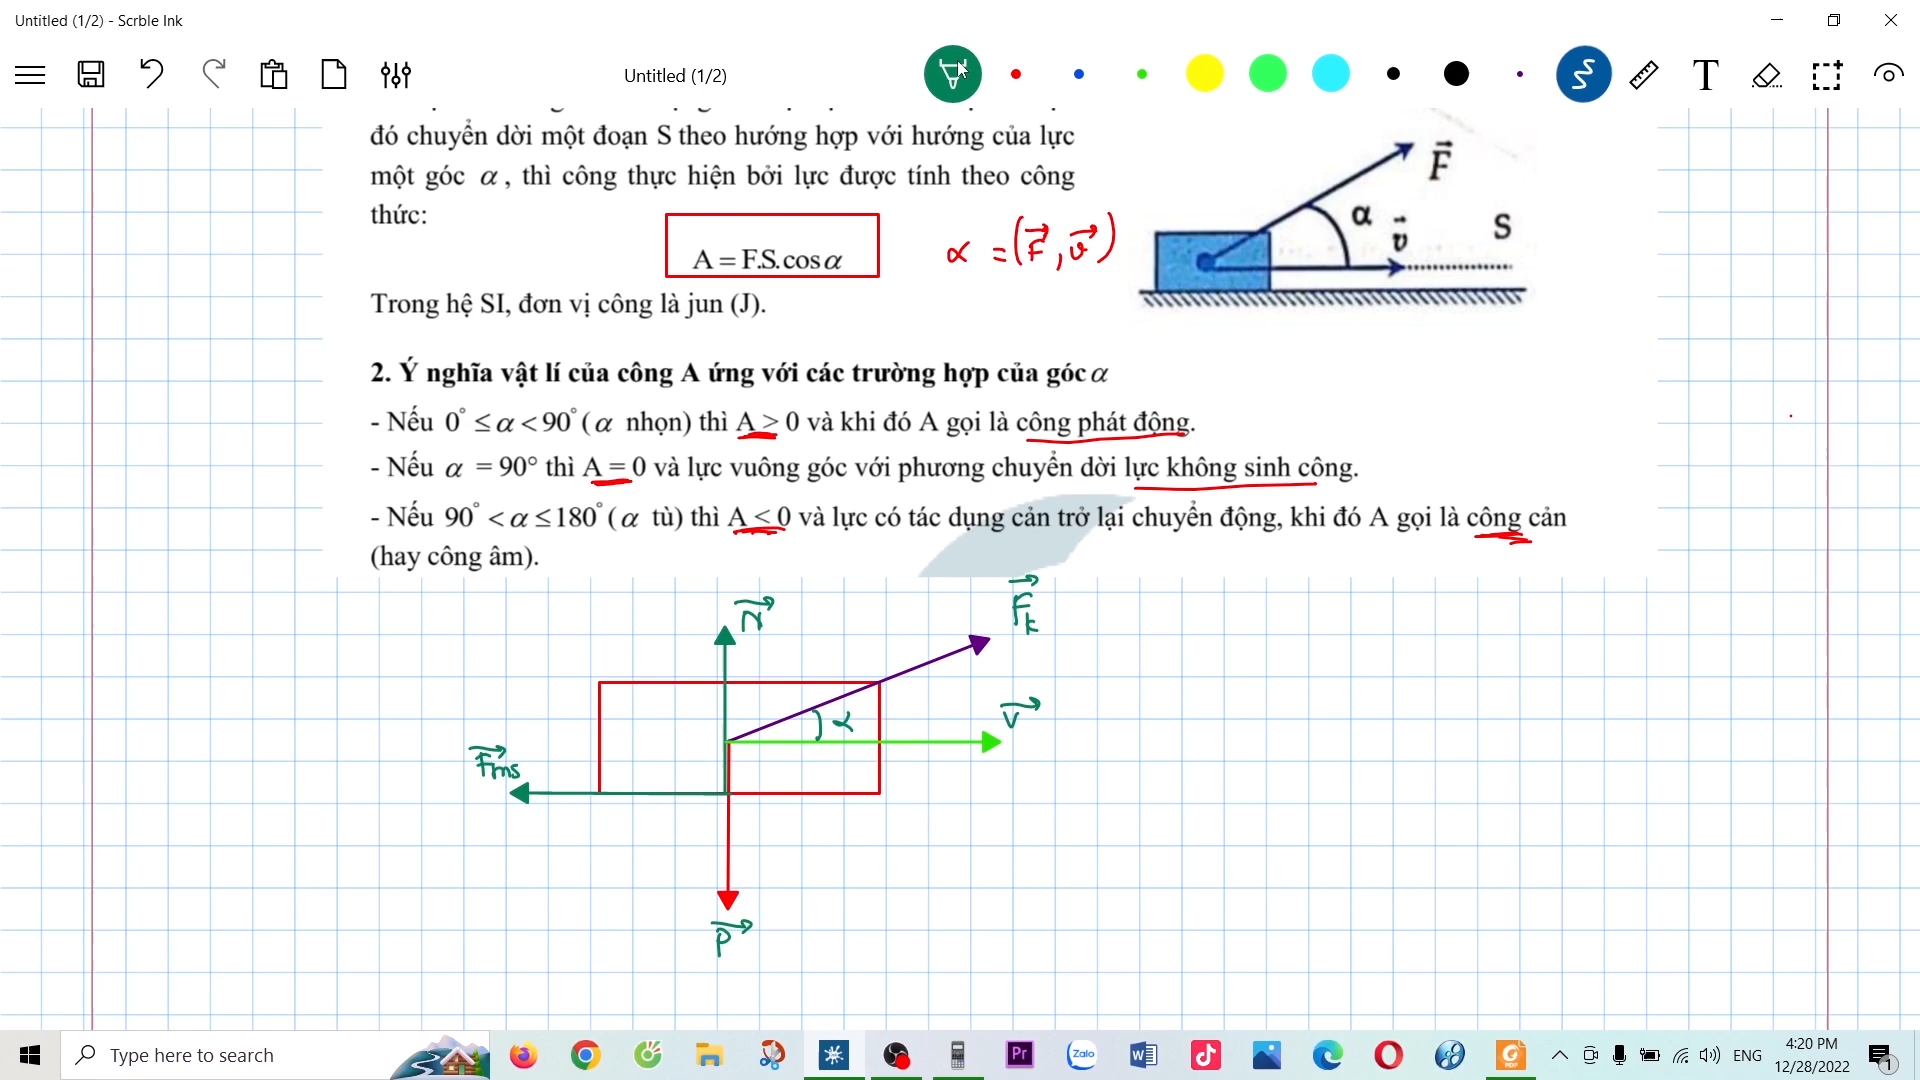 Untitled (1/2) - Scrble Ink
Untitled (1/2)
T
đó chuyển dời một đoạn S theo hướng hợp với hướng của lực
một góc α, thì công thực hiện bởi lực được tính theo công
thức:
A = F.S.cosα
α = (F⃗, v⃗)
F⃗
α
v⃗
S
Trong hệ SI, đơn vị công là jun (J).
2. Ý nghĩa vật lí của công A ứng với các trường hợp của góc α
- Nếu 0° ≤ α < 90° (α nhọn) thì A > 0 và khi đó A gọi là công phát động.
- Nếu α = 90° thì A = 0 và lực vuông góc với phương chuyển dời lực không sinh công.
- Nếu 90° < α ≤ 180° (α tù) thì A < 0 và lực có tác dụng cản trở lại chuyển động, khi đó A gọi là công cản
(hay công âm).
N⃗
F⃗k
α
v⃗
F⃗ms
P⃗
Type here to search
Pr
Zalo
W
PDF
ENG
4:20 PM
12/28/2022
1